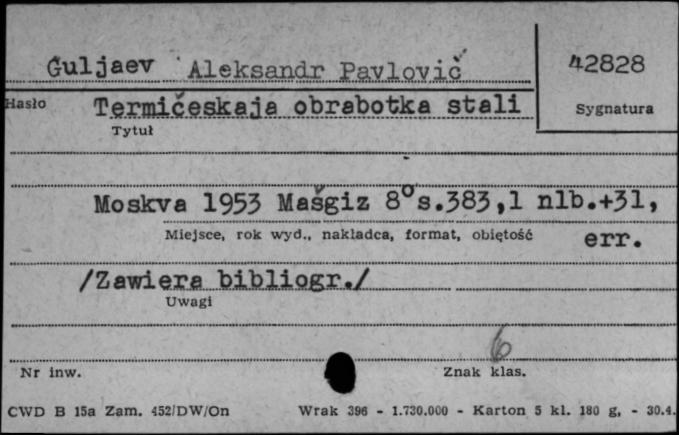 Guljaev Aleksandr Pavlovič 42828
Hasło Termičeskaja obrabotka stali Sygnatura
Tytuł
Moskva 1953 Mašgiz 8° s.383,1 nlb.+31,
Miejsce, rok wyd., nakładca, format, objętość err.
/Zawiera bibliogr./
Uwagi
6
Nr inw. Znak klas.
CWD B 15a Zam. 452/DW/On Wrak 396 - 1.730.000 - Karton 5 kl. 180 g, - 30.4.